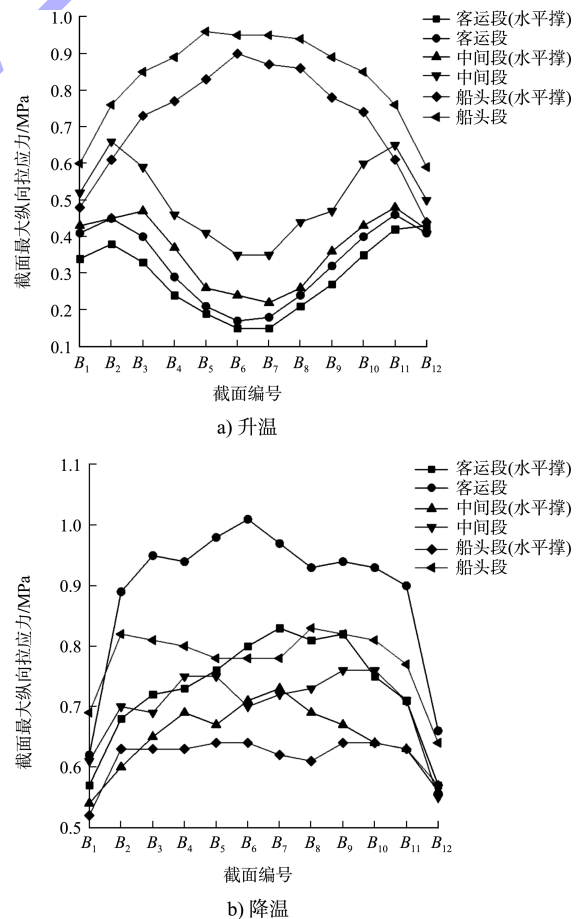 1.0
0.9
0.8
0.7
0.6
0.5
0.4
0.3
0.2
0.1
截面最大纵向拉应力/MPa
客运段(水平撑)
客运段
中间段(水平撑)
中间段
船头段(水平撑)
船头段
B1 B2 B3 B4 B5 B6 B7 B8 B9 B10 B11 B12
截面编号
a) 升温
1.1
1.0
0.9
0.8
0.7
0.6
0.5
截面最大纵向拉应力/MPa
客运段(水平撑)
客运段
中间段(水平撑)
中间段
船头段(水平撑)
船头段
B1 B2 B3 B4 B5 B6 B7 B8 B9 B10 B11 B12
截面编号
b) 降温